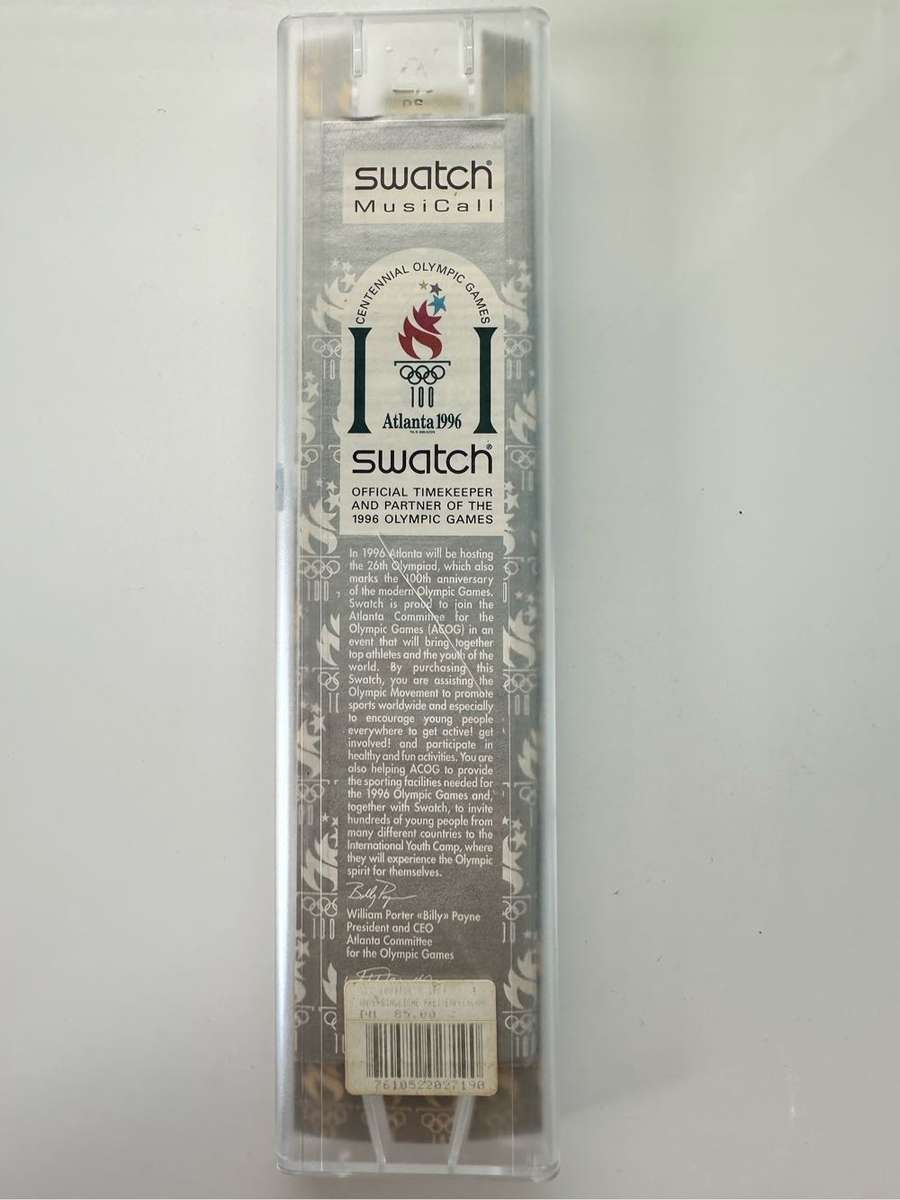 swatch®
MusiCall
CENTENNIAL OLYMPIC GAMES
100
Atlanta 1996
swatch®
OFFICIAL TIMEKEEPER
AND PARTNER OF THE
1996 OLYMPIC GAMES
In 1996 Atlanta will be hosting
the 26th Olympiad, which also
marks the 100th anniversary
of the modern Olympic Games.
Swatch is proud to join the
Atlanta Committee for the
Olympic Games (ACOG) in an
event that will bring together
top athletes and the youth of the
world. By purchasing this
Swatch, you are assisting the
Olympic Movement to promote
sports worldwide and especially
to encourage young people
everywhere to get active! get
involved! and participate in
healthy and fun activities. You are
also helping ACOG to provide
the sporting facilities needed for
the 1996 Olympic Games and,
together with Swatch, to invite
hundreds of young people from
many different countries to the
International Youth Camp, where
they will experience the Olympic
spirit for themselves.
Billy Payne
William Porter «Billy» Payne
President and CEO
Atlanta Committee
for the Olympic Games
85.00
7610522027190